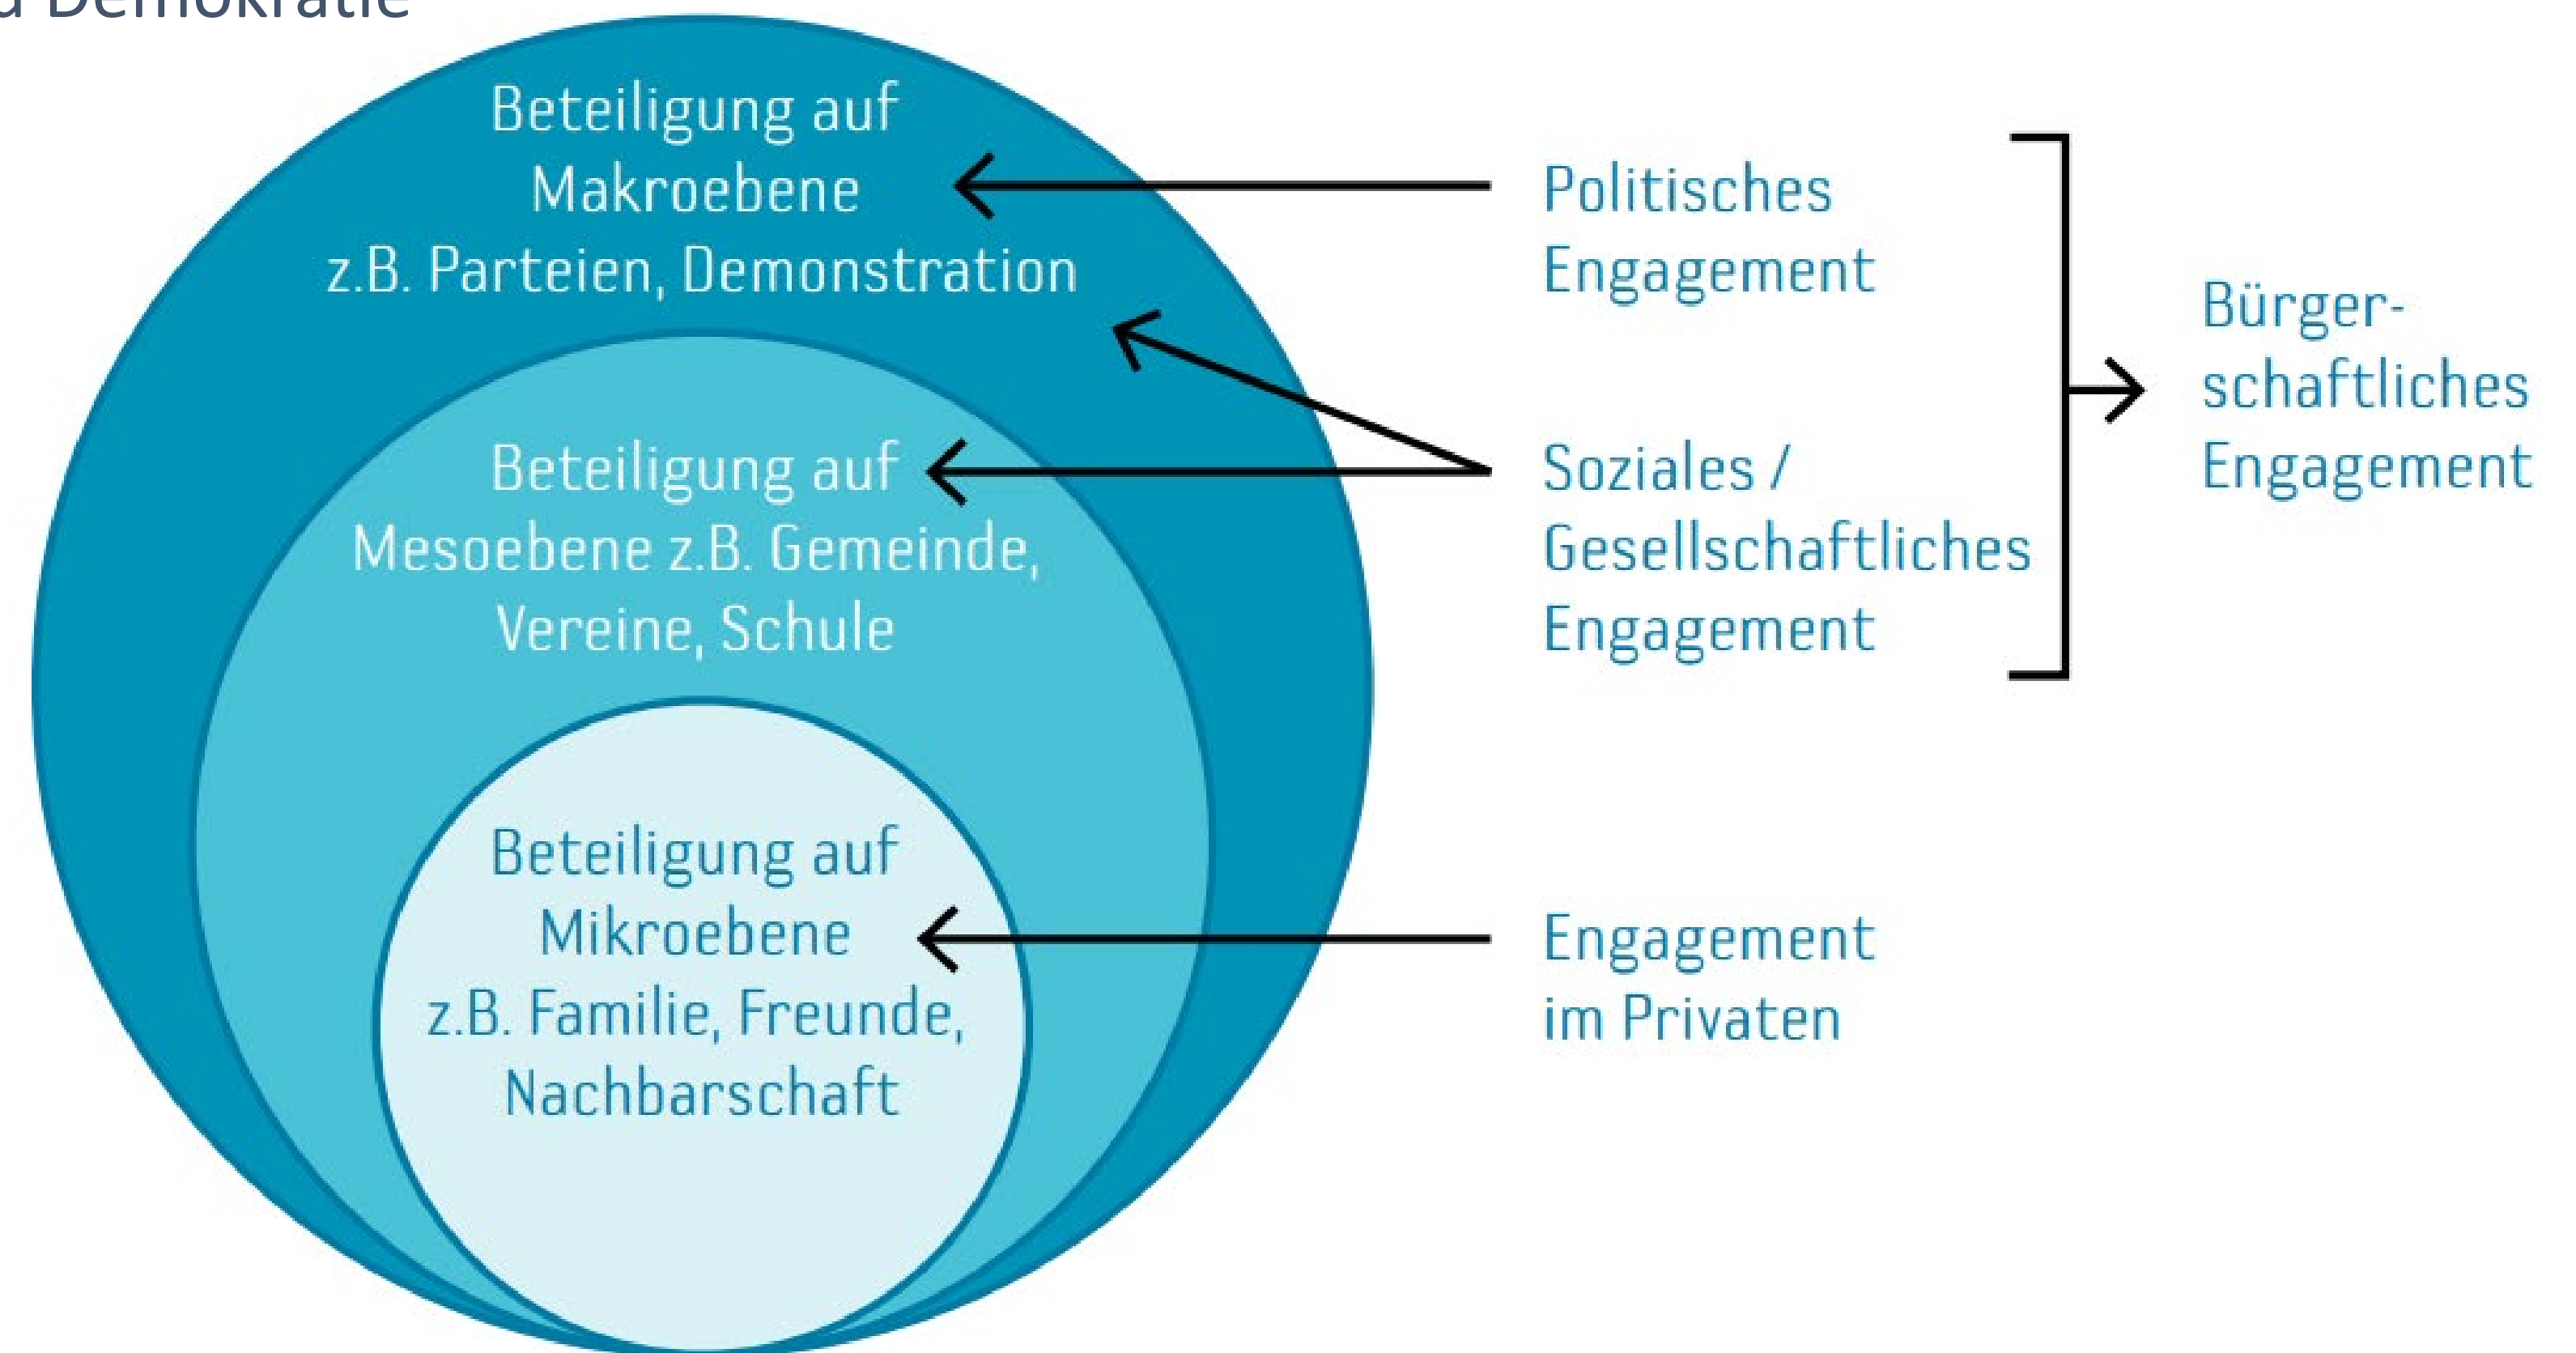 Demokratie
Beteiligung auf
Makroebene
z.B. Parteien, Demonstration
Beteiligung auf
Mesoebene z.B. Gemeinde,
Vereine, Schule
Beteiligung auf
Mikroebene
z.B. Familie, Freunde,
Nachbarschaft
Politisches
Engagement
Soziales /
Gesellschaftliches
Engagement
Engagement
im Privaten
Bürger-
schaftliches
Engagement